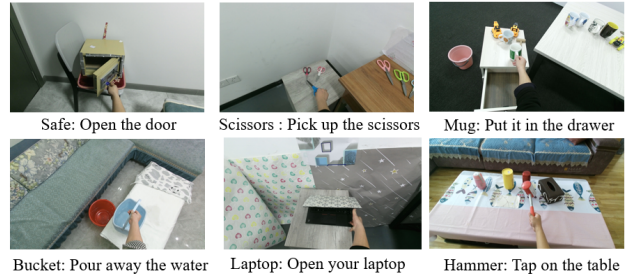 Safe: Open the door
Scissors : Pick up the scissors
Mug: Put it in the drawer
Bucket: Pour away the water
Laptop: Open your laptop
Hammer: Tap on the table